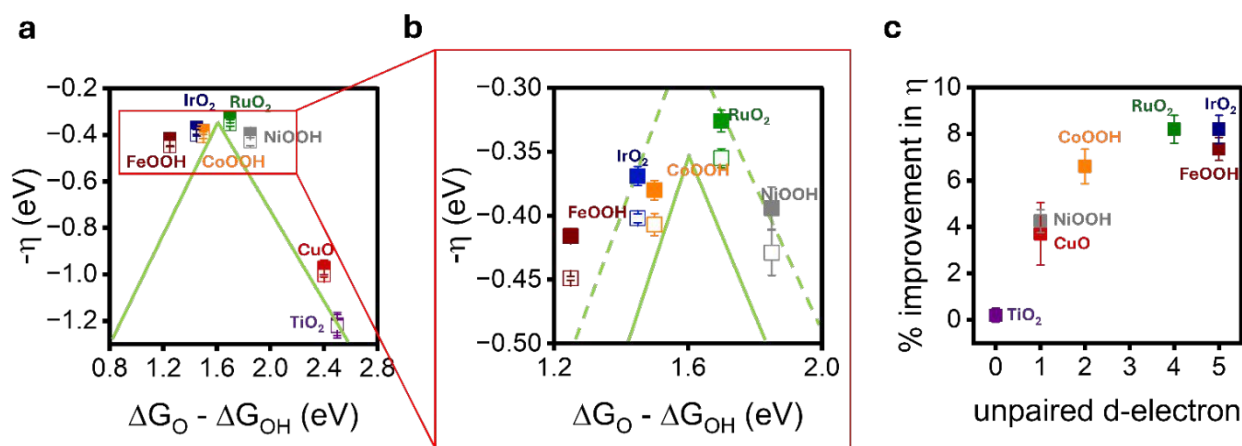 a
−0.2
−0.4
−0.6
−0.8
−1.0
−1.2
-η (eV)
IrO₂
RuO₂
NiOOH
FeOOH
CoOOH
CuO
TiO₂
0.8 1.2 1.6 2.0 2.4 2.8
ΔG_O - ΔG_OH (eV)
b
−0.30
−0.35
−0.40
−0.45
−0.50
-η (eV)
RuO₂
IrO₂
CoOOH
NiOOH
FeOOH
1.2 1.6 2.0
ΔG_O - ΔG_OH (eV)
c
10
8
6
4
2
0
% improvement in η
RuO₂
IrO₂
CoOOH
FeOOH
NiOOH
CuO
TiO₂
0 1 2 3 4 5
unpaired d-electron